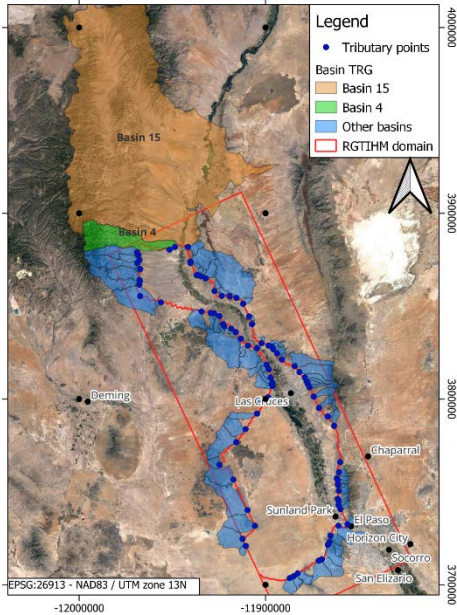 Legend
Tributary points
Basin TRG
Basin 15
Basin 4
Other basins
RGTIHM domain
Basin 15
Basin 4
Deming
Las Cruces
Chaparral
Sunland Park
El Paso
Horizon City
Socorro
San Elizario
EPSG:26913 - NAD83 / UTM zone 13N
-12000000
-11900000
4000000
3900000
3800000
3700000